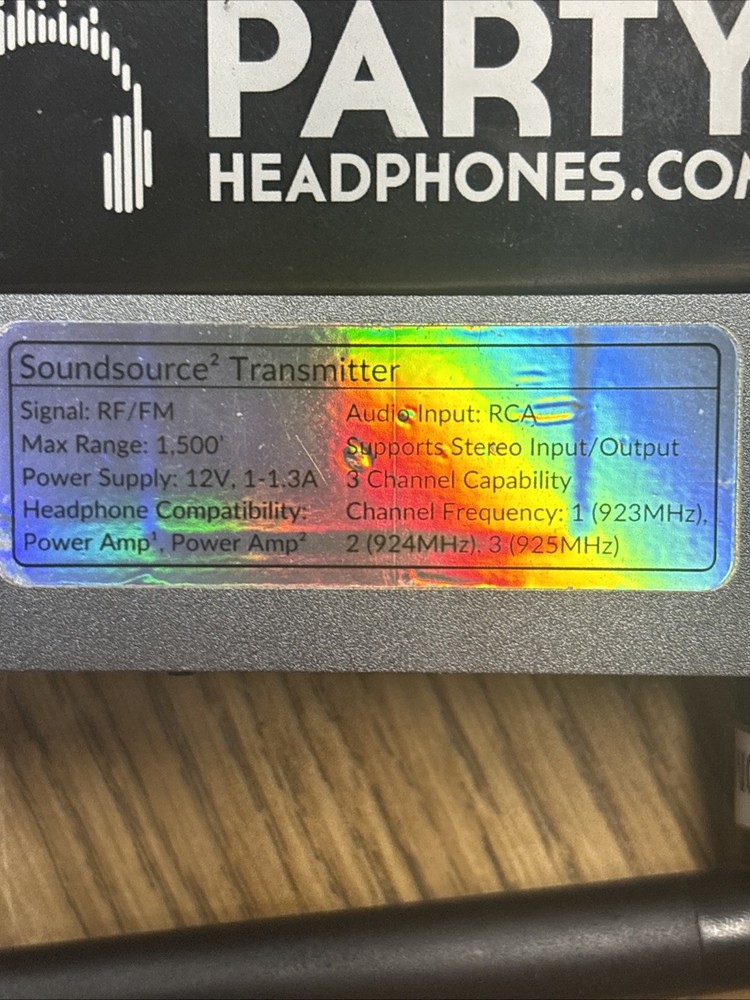 PARTY
HEADPHONES.COM
Soundsource² Transmitter
Signal: RF/FM
Max Range: 1,500'
Power Supply: 12V, 1-1.3A
Headphone Compatibility:
Power Amp¹, Power Amp²
Audio Input: RCA
Supports Stereo Input/Output
3 Channel Capability
Channel Frequency: 1 (923MHz),
2 (924MHz), 3 (925MHz)